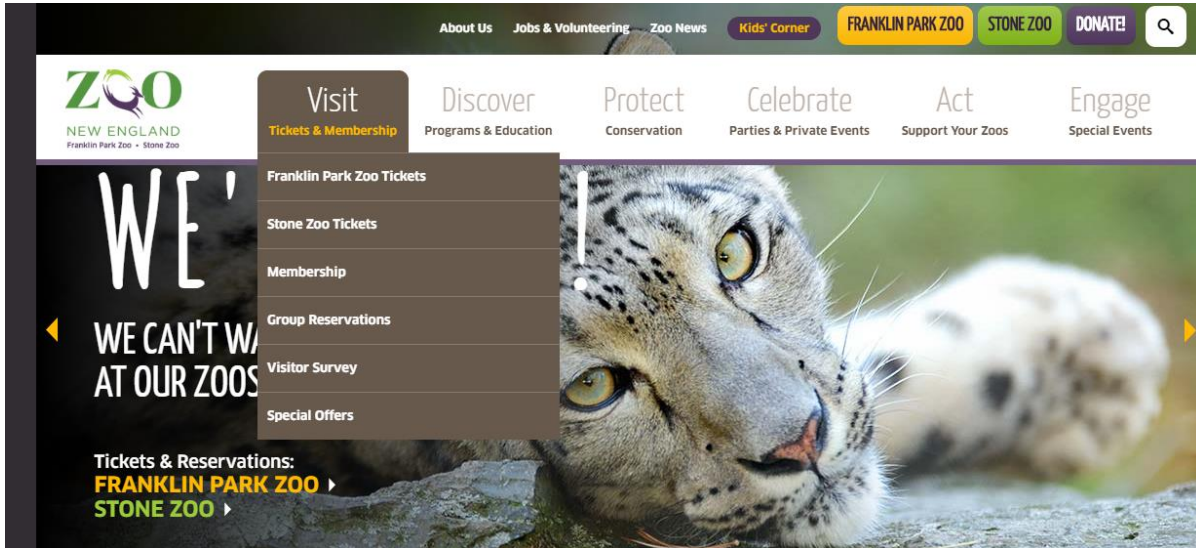 About Us Jobs & Volunteering Zoo News Kids' Corner FRANKLIN PARK ZOO STONE ZOO DONATE!
ZOO
NEW ENGLAND
Franklin Park Zoo • Stone Zoo
Visit Discover Protect Celebrate Act Engage
Tickets & Membership Programs & Education Conservation Parties & Private Events Support Your Zoos Special Events
Franklin Park Zoo Tickets
Stone Zoo Tickets
Membership
Group Reservations
Visitor Survey
Special Offers
WE' !
WE CAN'T WA
AT OUR ZOOS
Tickets & Reservations:
FRANKLIN PARK ZOO
STONE ZOO